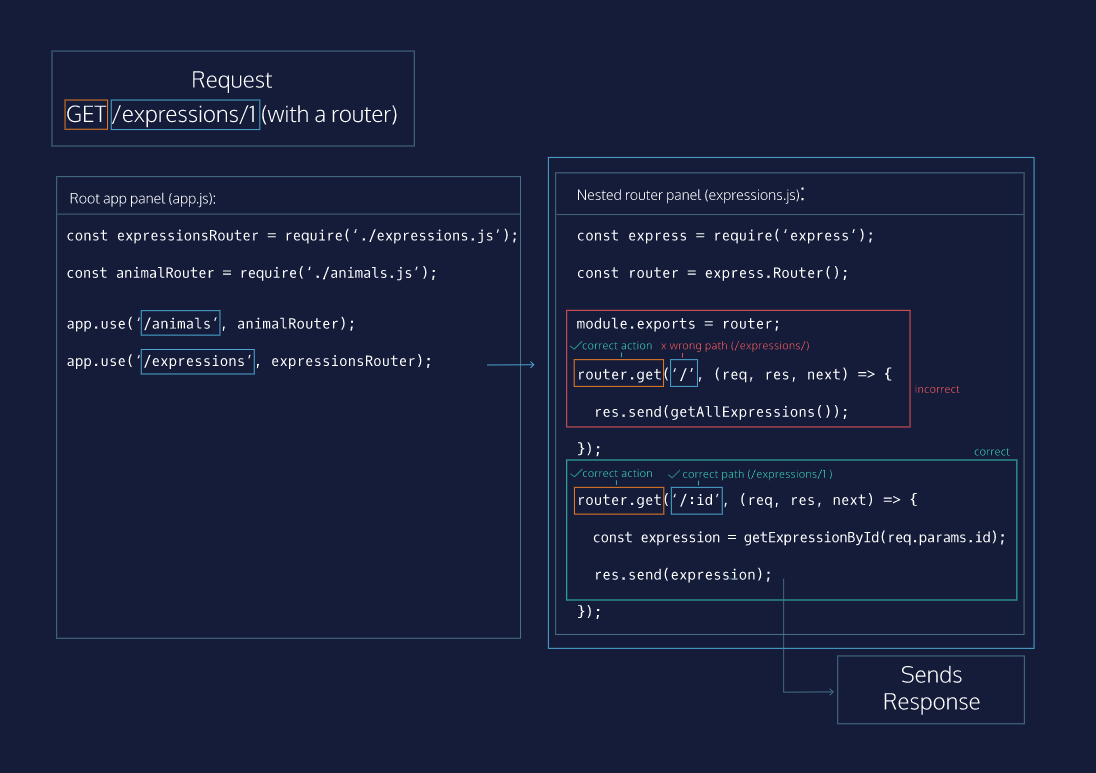 Request
GET /expressions/1 (with a router)
Root app panel (app.js):
const expressionsRouter = require(‘./expressions.js’);
const animalRouter = require(‘./animals.js’);
app.use(‘/animals’, animalRouter);
app.use(‘/expressions’, expressionsRouter);
Nested router panel (expressions.js):
const express = require(‘express’);
const router = express.Router();
module.exports = router;
correct action x wrong path (/expressions/)
router.get(‘/’, (req, res, next) => {
incorrect
res.send(getAllExpressions());
});
correct
correct action correct path (/expressions/1 )
router.get(‘/:id’, (req, res, next) => {
const expression = getExpressionById(req.params.id);
res.send(expression);
});
Sends
Response